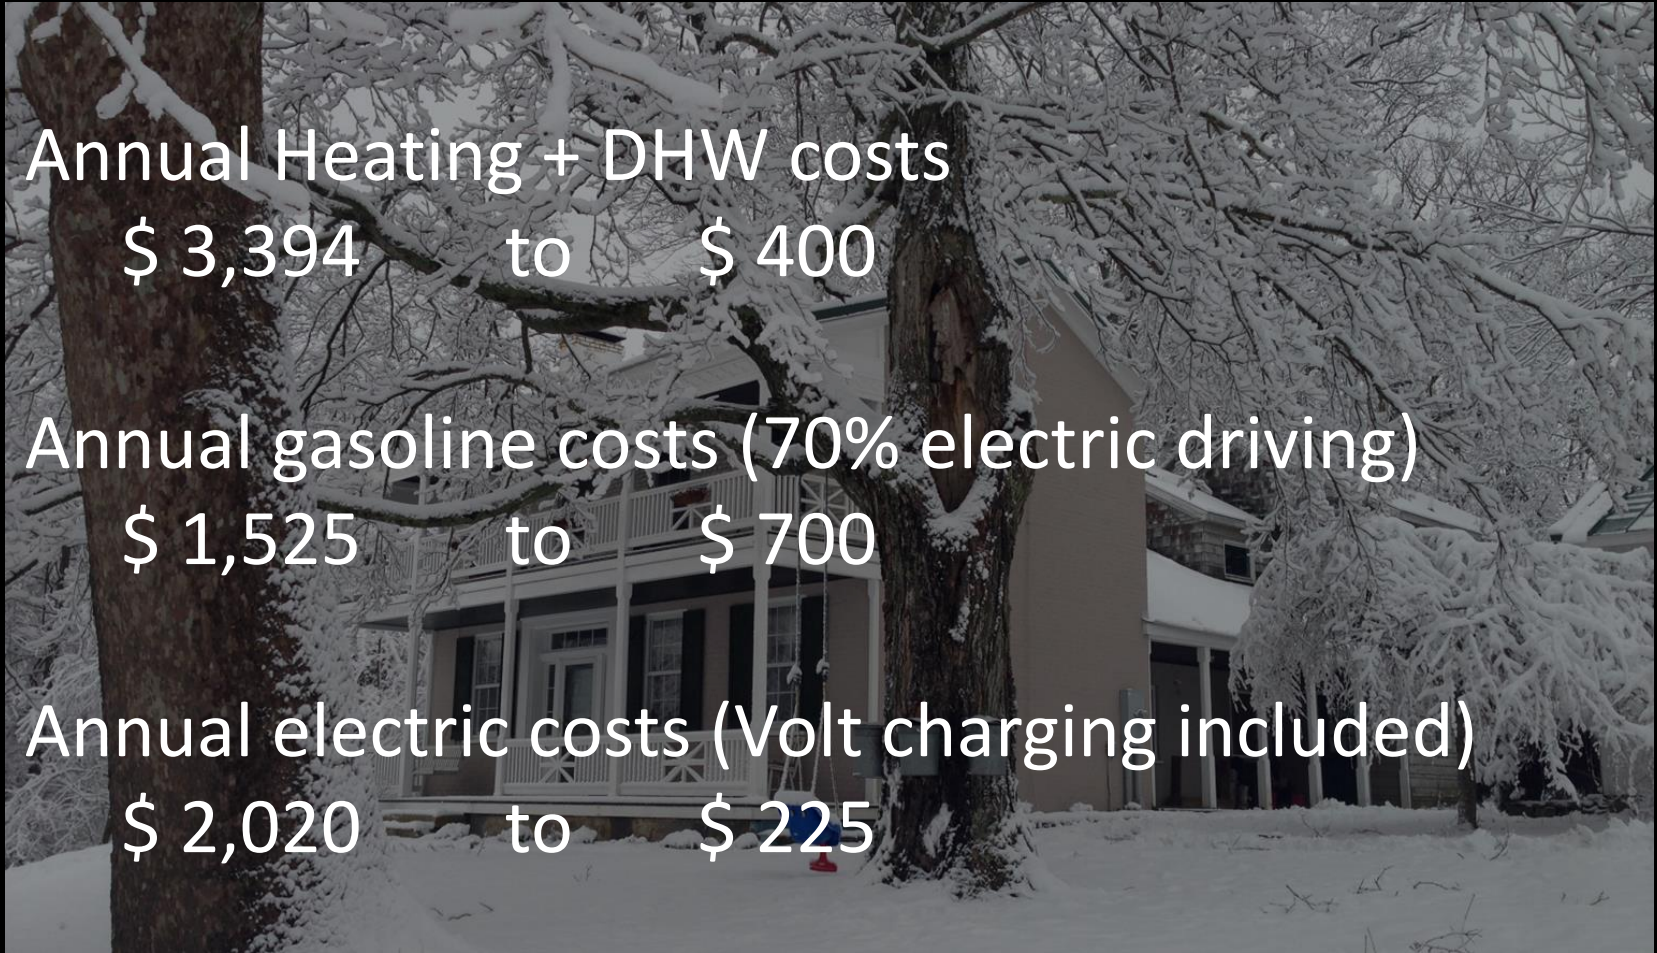 Annual Heating + DHW costs
$ 3,394 to $ 400
Annual gasoline costs (70% electric driving)
$ 1,525 to $ 700
Annual electric costs (Volt charging included)
$ 2,020 to $ 225